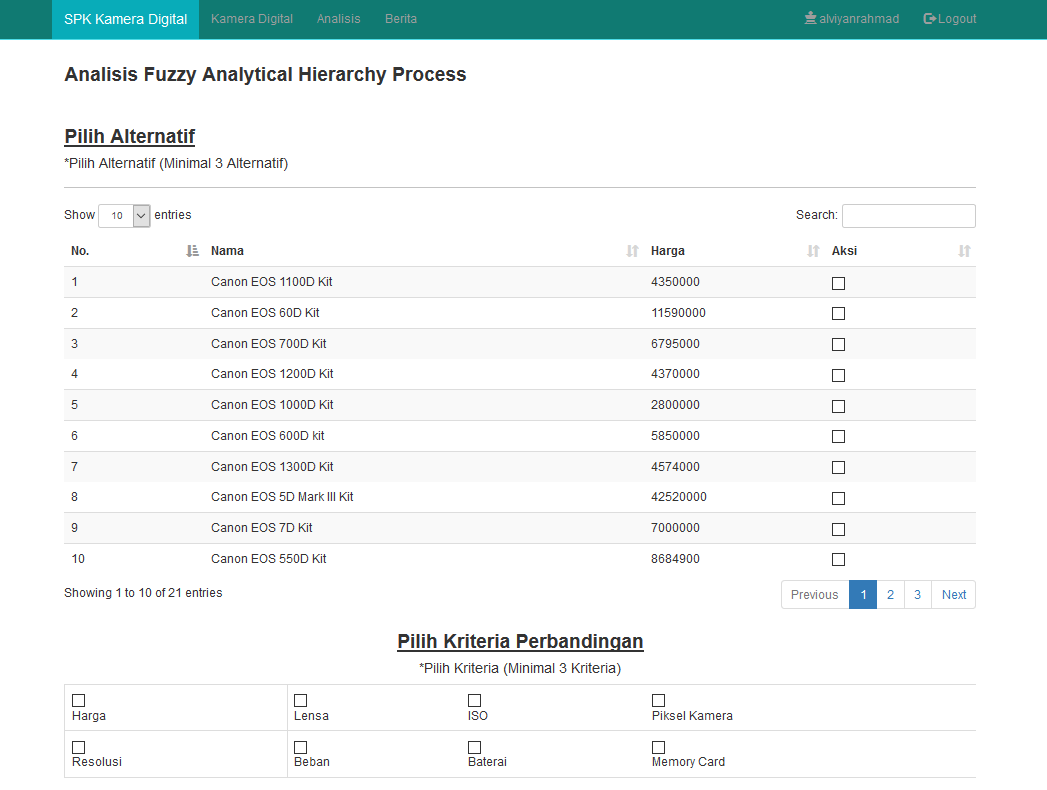 SPK Kamera Digital Kamera Digital Analisis Berita alviyanrahmad Logout
Analisis Fuzzy Analytical Hierarchy Process
Pilih Alternatif
*Pilih Alternatif (Minimal 3 Alternatif)
Show 10 entries Search:
No. Nama Harga Aksi
1 Canon EOS 1100D Kit 4350000
2 Canon EOS 60D Kit 11590000
3 Canon EOS 700D Kit 6795000
4 Canon EOS 1200D Kit 4370000
5 Canon EOS 1000D Kit 2800000
6 Canon EOS 600D kit 5850000
7 Canon EOS 1300D Kit 4574000
8 Canon EOS 5D Mark III Kit 42520000
9 Canon EOS 7D Kit 7000000
10 Canon EOS 550D Kit 8684900
Showing 1 to 10 of 21 entries Previous 1 2 3 Next
Pilih Kriteria Perbandingan
*Pilih Kriteria (Minimal 3 Kriteria)
Harga Lensa ISO Piksel Kamera
Resolusi Beban Baterai Memory Card